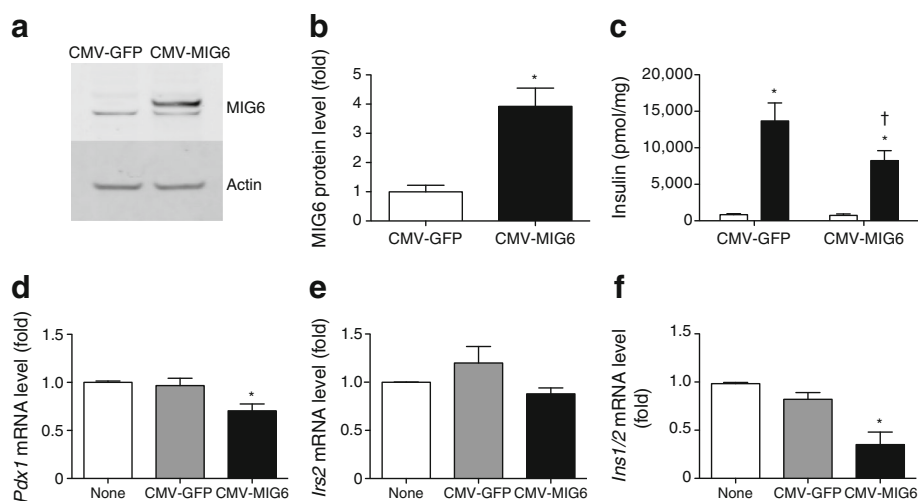 a
CMV-GFP CMV-MIG6
MIG6
Actin
b
MIG6 protein level (fold)
6
5
4
3
2
1
0
*
CMV-GFP CMV-MIG6
c
Insulin (pmol/mg)
20,000
15,000
10,000
5,000
0
*
†
*
CMV-GFP CMV-MIG6
d
Pdx1 mRNA level (fold)
1.5
1.0
0.5
0
*
None CMV-GFP CMV-MIG6
e
Irs2 mRNA level (fold)
1.5
1.0
0.5
0
None CMV-GFP CMV-MIG6
f
Ins1/2 mRNA level
(fold)
1.5
1.0
0.5
0
*
None CMV-GFP CMV-MIG6